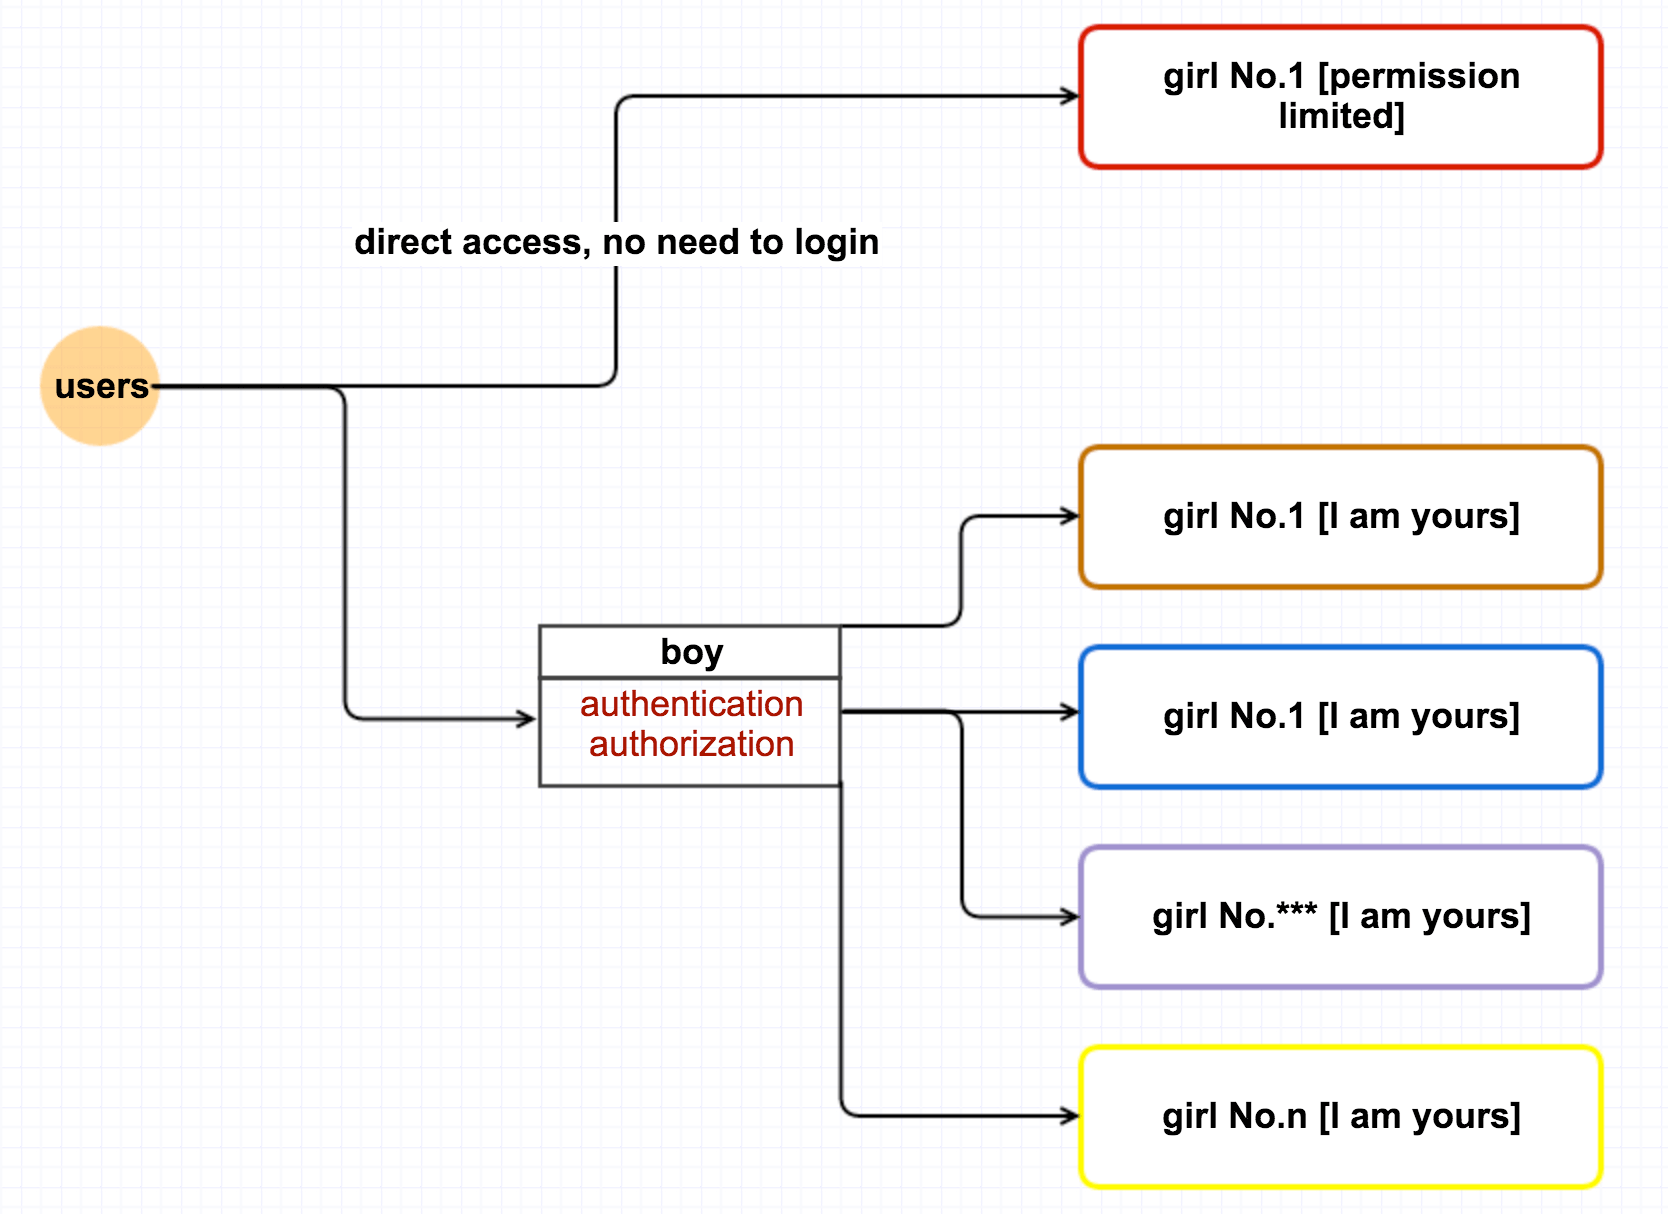 girl No.1 [permission
limited]
direct access, no need to login
users
girl No.1 [I am yours]
boy
authentication
authorization
girl No.1 [I am yours]
girl No.*** [I am yours]
girl No.n [I am yours]